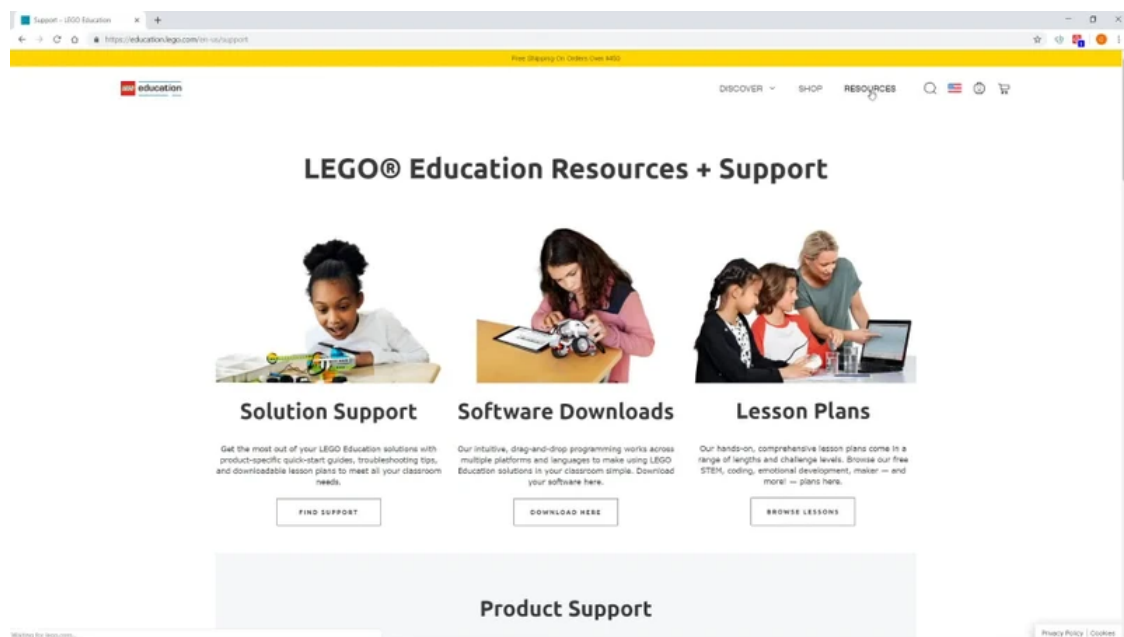 Support - LEGO Education
https://education.lego.com/en-us/support
Free Shipping On Orders Over $400
LEGO education
DISCOVER
SHOP
RESOURCES
LEGO® Education Resources + Support
Solution Support
Get the most out of your LEGO Education solutions with
product-specific quick-start guides, troubleshooting tips,
and downloadable lesson plans to meet all your classroom
needs.
FIND SUPPORT
Software Downloads
Our intuitive, drag-and-drop programming works across
multiple platforms and languages to make using LEGO
Education solutions in your classroom simple. Download
your software here.
DOWNLOAD HERE
Lesson Plans
Our hands-on, comprehensive lesson plans come in a
range of lengths and challenge levels. Browse our free
STEM, coding, emotional development, maker — and
more! — plans here.
BROWSE LESSONS
Product Support
Waiting for lego.com...
Privacy Policy | Cookies